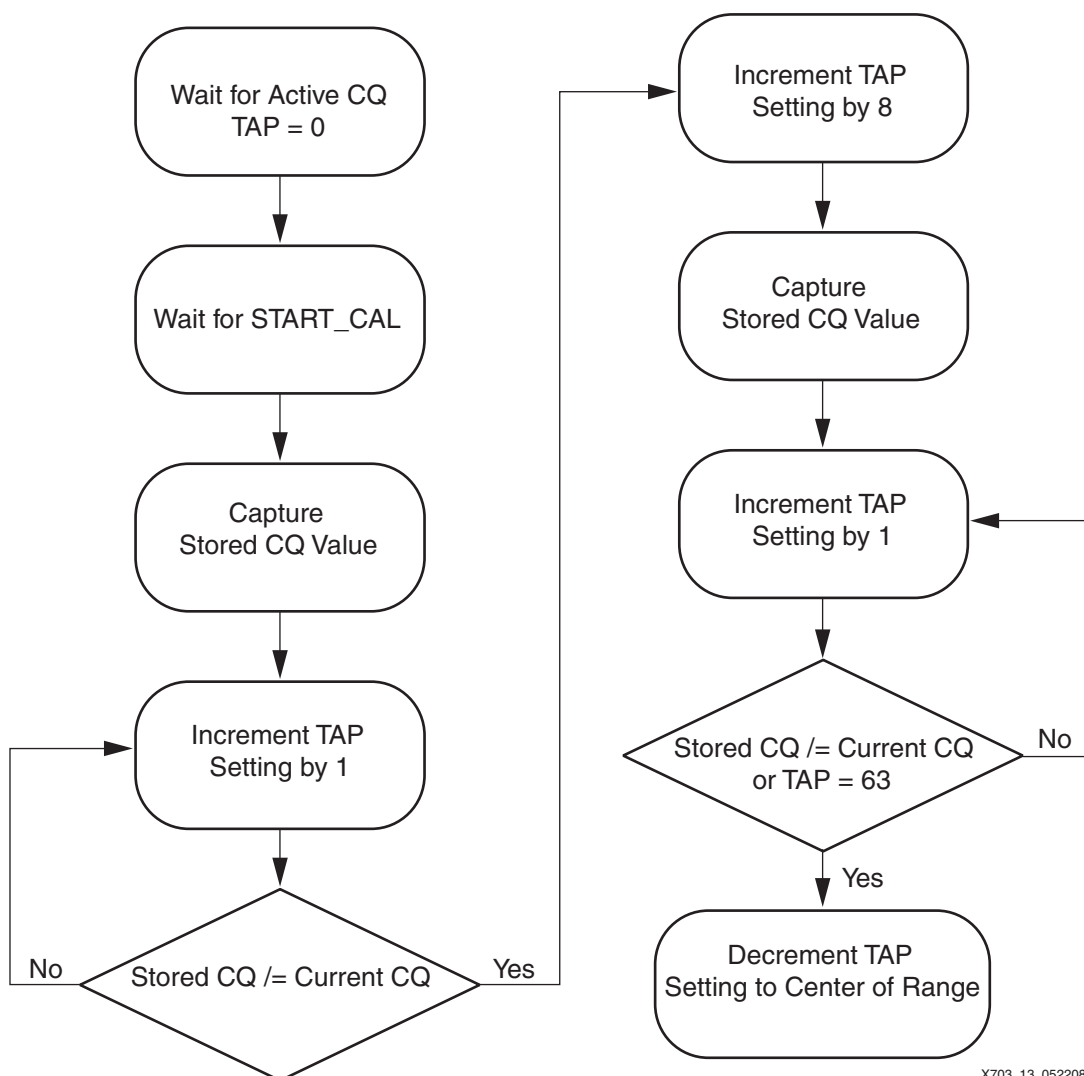 Wait for Active CQ
TAP = 0
Wait for START_CAL
Capture
Stored CQ Value
Increment TAP
Setting by 1
Stored CQ /= Current CQ
No
Yes
Increment TAP
Setting by 8
Capture
Stored CQ Value
Increment TAP
Setting by 1
Stored CQ /= Current CQ
or TAP = 63
No
Yes
Decrement TAP
Setting to Center of Range
X703_13_052208